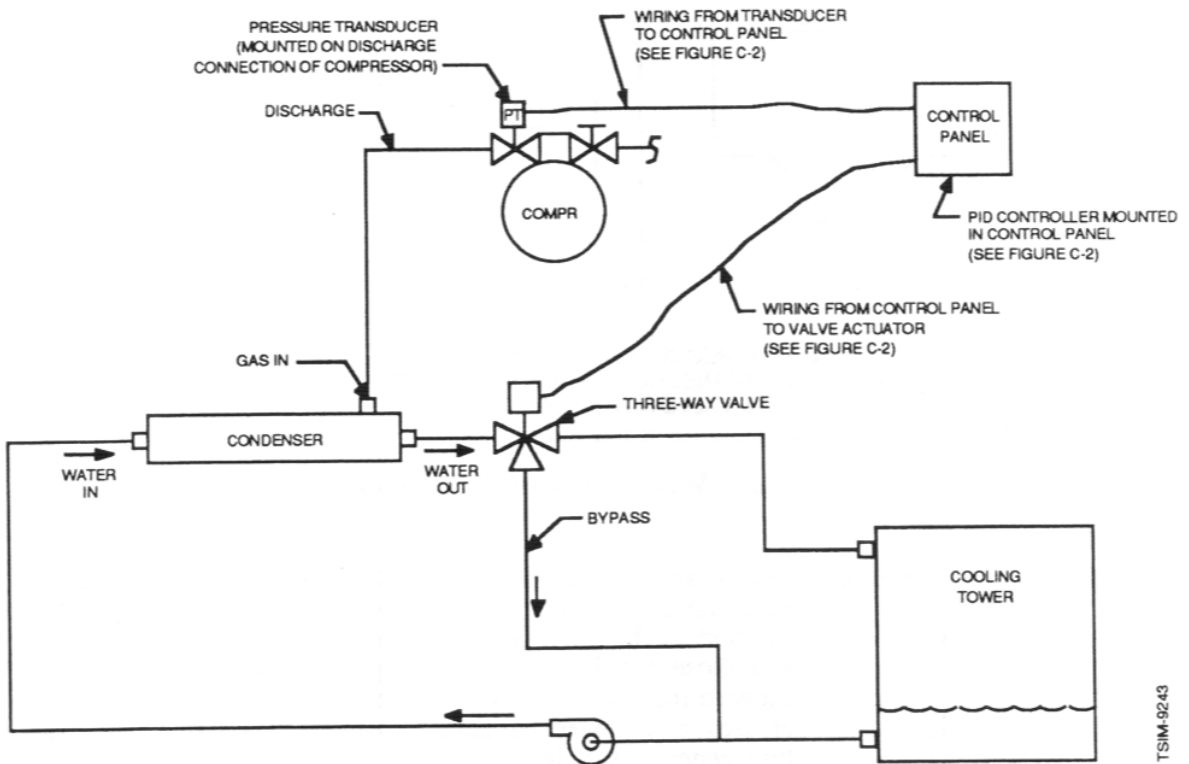 PRESSURE TRANSDUCER
(MOUNTED ON DISCHARGE
CONNECTION OF COMPRESSOR)
WIRING FROM TRANSDUCER
TO CONTROL PANEL
(SEE FIGURE C-2)
DISCHARGE
PT
CONTROL
PANEL
COMPR
PID CONTROLLER MOUNTED
IN CONTROL PANEL
(SEE FIGURE C-2)
WIRING FROM CONTROL PANEL
TO VALVE ACTUATOR
(SEE FIGURE C-2)
GAS IN
THREE-WAY VALVE
CONDENSER
WATER
IN
WATER
OUT
BYPASS
COOLING
TOWER
TSIM-9243